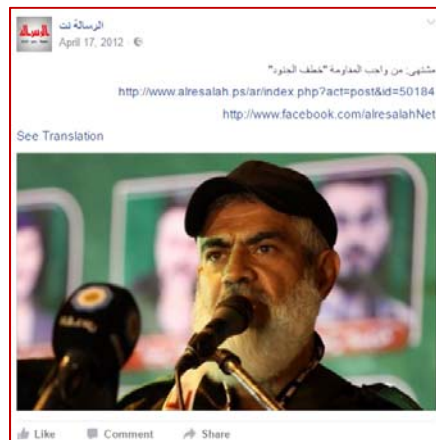 الرسالة نت
April 17, 2012
مشتهى: من واجب المقاومة "خطف الجنود"
http://www.alresalah.ps/ar/index.php?act=post&id=50184
http://www.facebook.com/alresalahNet
See Translation
Like Comment Share